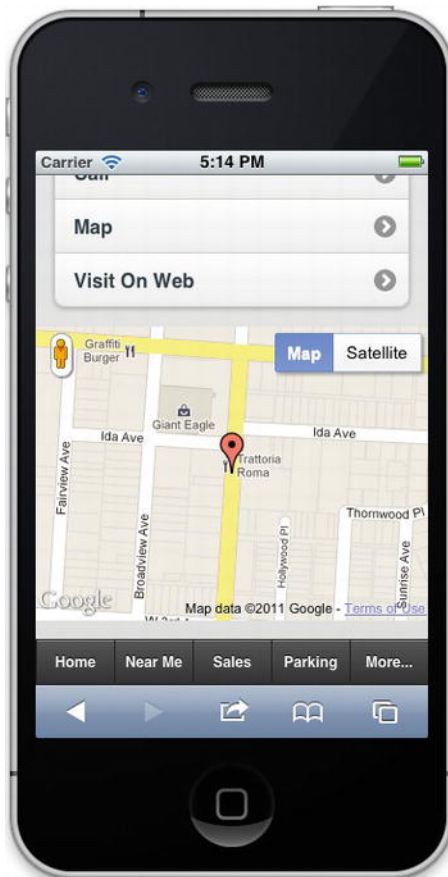 Carrier 5:14 PM
Call
Map
Visit On Web
Graffiti
Burger
Map Satellite
Giant Eagle
Ida Ave
Ida Ave
Trattoria
Roma
Fairview Ave
Broadview Ave
Hollywood Pl
Thornwood Pl
Sunrise Ave
Google
Map data ©2011 Google - Terms of Use
Home Near Me Sales Parking More...